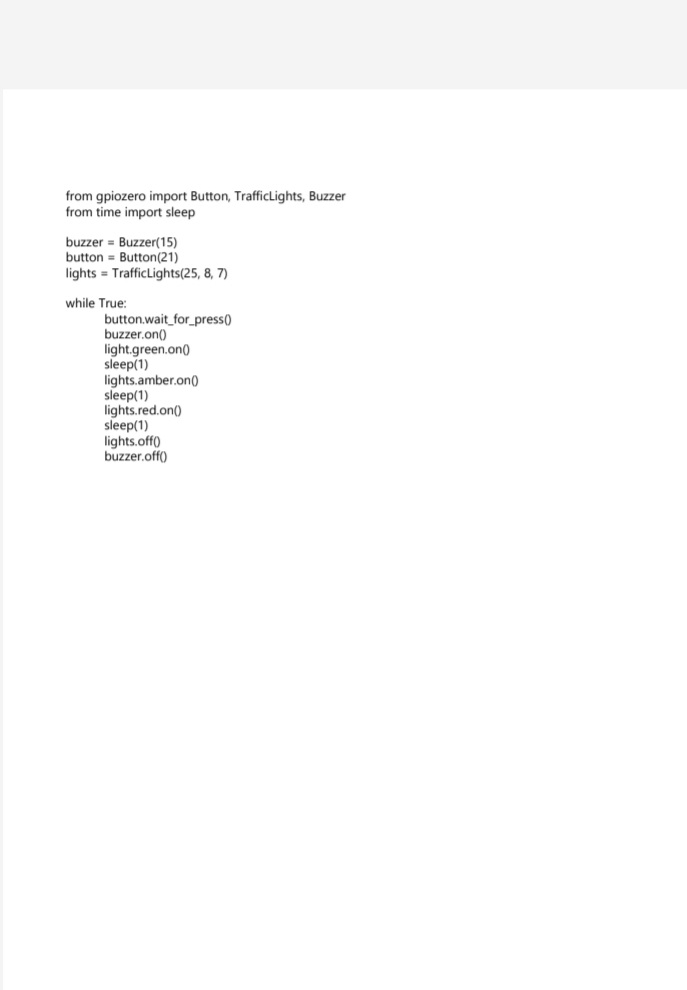 from gpiozero import Button, TrafficLights, Buzzer
from time import sleep
buzzer = Buzzer(15)
button = Button(21)
lights = TrafficLights(25, 8, 7)
while True:
button.wait_for_press()
buzzer.on()
light.green.on()
sleep(1)
lights.amber.on()
sleep(1)
lights.red.on()
sleep(1)
lights.off()
buzzer.off()